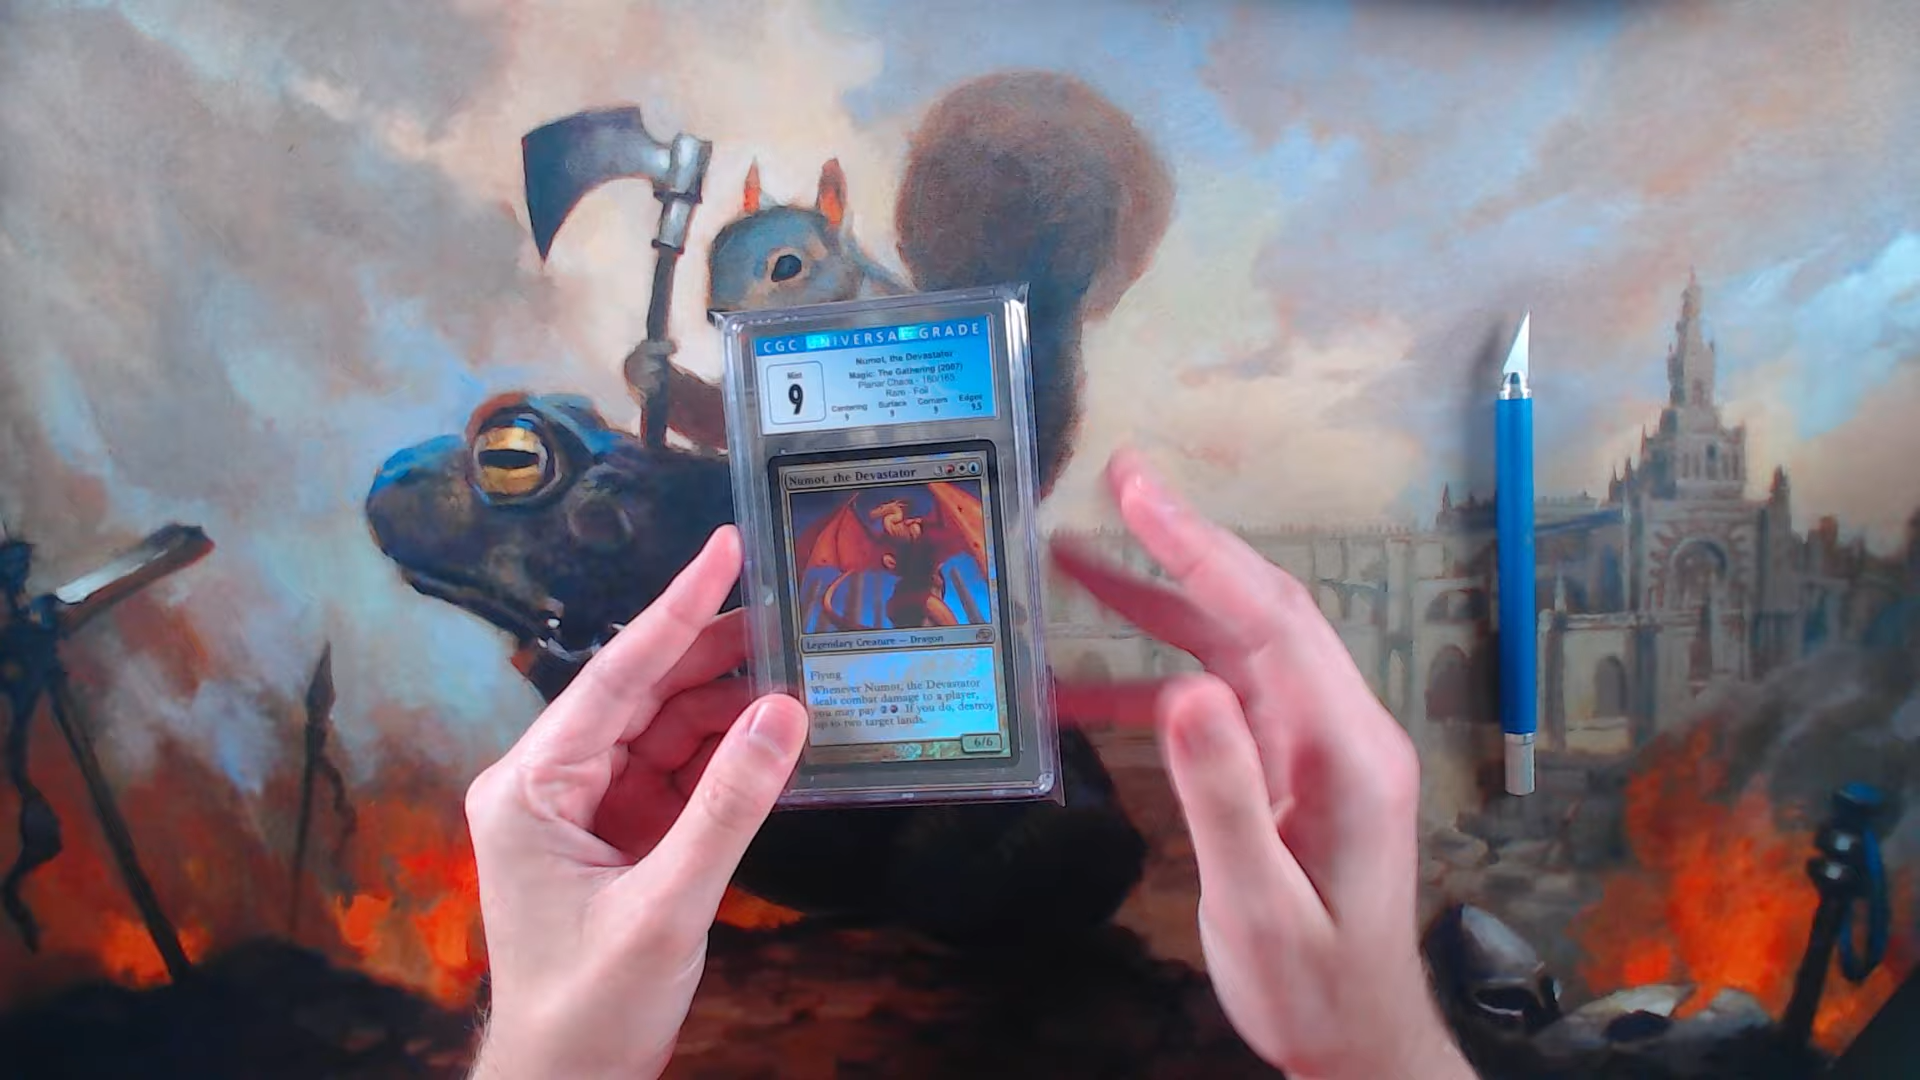 CGC UNIVERSAL GRADE
Mint
9
Numot, the Devastator
Magic: The Gathering (2007)
Planar Chaos - 160/165
Rare - Foil
Centering Surface Corners Edges
9 9 9 9.5
Numot, the Devastator 3
Legendary Creature — Dragon
Flying
Whenever Numot, the Devastator
deals combat damage to a player,
you may pay 2 . If you do, destroy
up to two target lands.
6/6